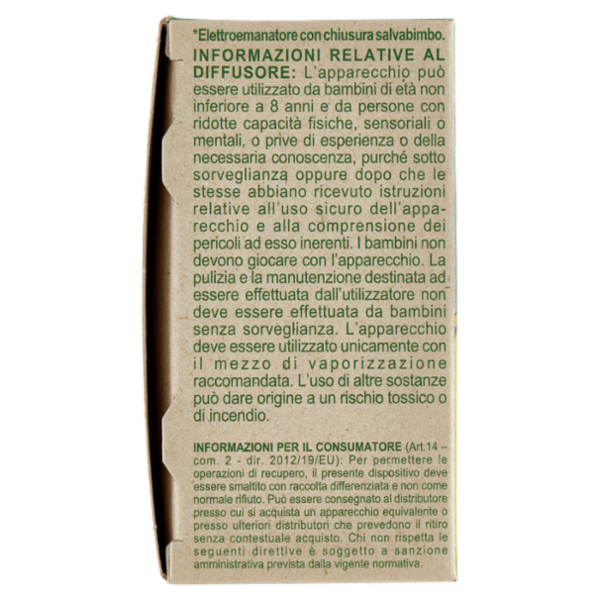 *Elettroemanatore con chiusura salvabimbo.
INFORMAZIONI RELATIVE AL
DIFFUSORE: L'apparecchio può
essere utilizzato da bambini di età non
inferiore a 8 anni e da persone con
ridotte capacità fisiche, sensoriali o
mentali, o prive di esperienza o della
necessaria conoscenza, purché sotto
sorveglianza oppure dopo che le
stesse abbiano ricevuto istruzioni
relative all'uso sicuro dell'appa-
recchio e alla comprensione dei
pericoli ad esso inerenti. I bambini non
devono giocare con l'apparecchio. La
pulizia e la manutenzione destinata ad
essere effettuata dall'utilizzatore non
deve essere effettuata da bambini
senza sorveglianza. L'apparecchio
deve essere utilizzato unicamente con
il mezzo di vaporizzazione
raccomandata. L'uso di altre sostanze
può dare origine a un rischio tossico o
di incendio.
INFORMAZIONI PER IL CONSUMATORE (Art.14 –
com. 2 - dir. 2012/19/EU): Per permettere le
operazioni di recupero, il presente dispositivo deve
essere smaltito con raccolta differenziata e non come
normale rifiuto. Può essere consegnato al distributore
presso cui si acquista un apparecchio equivalente o
presso ulteriori distributori che prevedono il ritiro
senza contestuale acquisto. Chi non rispetta le
seguenti direttive è soggetto a sanzione
amministrativa prevista dalla vigente normativa.